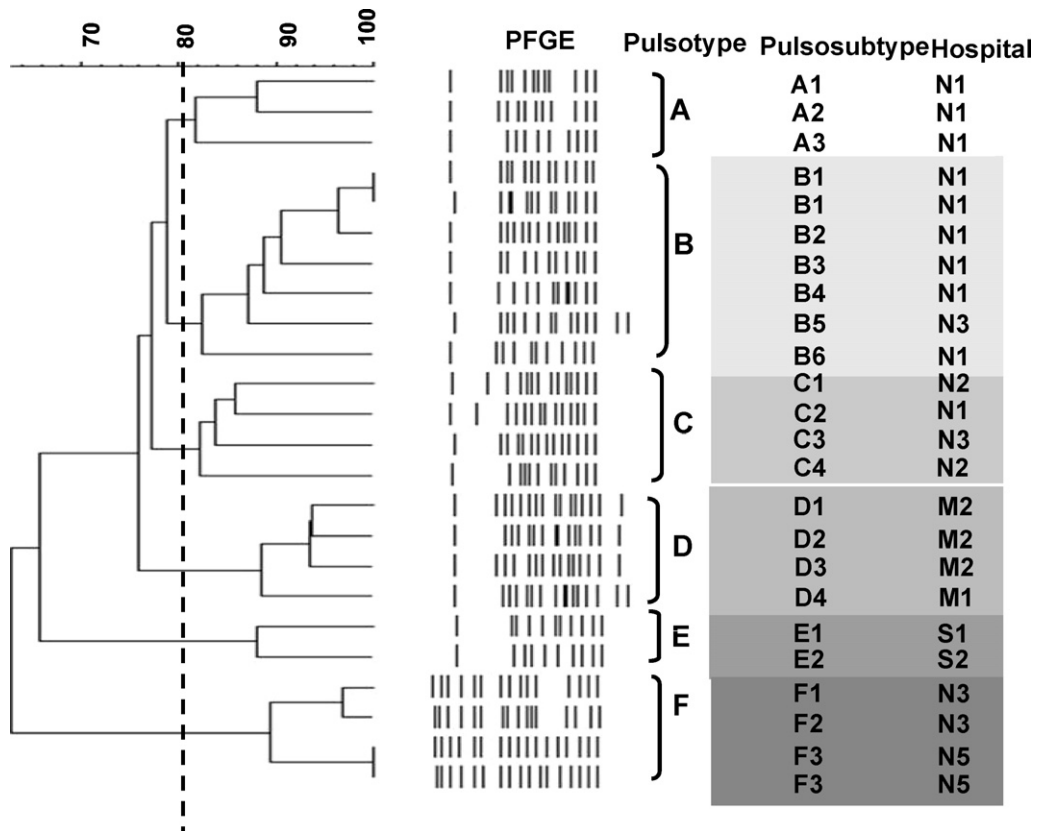 70 80 90 100
PFGE Pulsotype Pulsosubtype Hospital
A1 N1
A A2 N1
A3 N1
B1 N1
B1 N1
B B2 N1
B3 N1
B4 N1
B5 N3
B6 N1
C1 N2
C C2 N1
C3 N3
C4 N2
D1 M2
D D2 M2
D3 M2
D4 M1
E E1 S1
E2 S2
F F1 N3
F2 N3
F3 N5
F3 N5